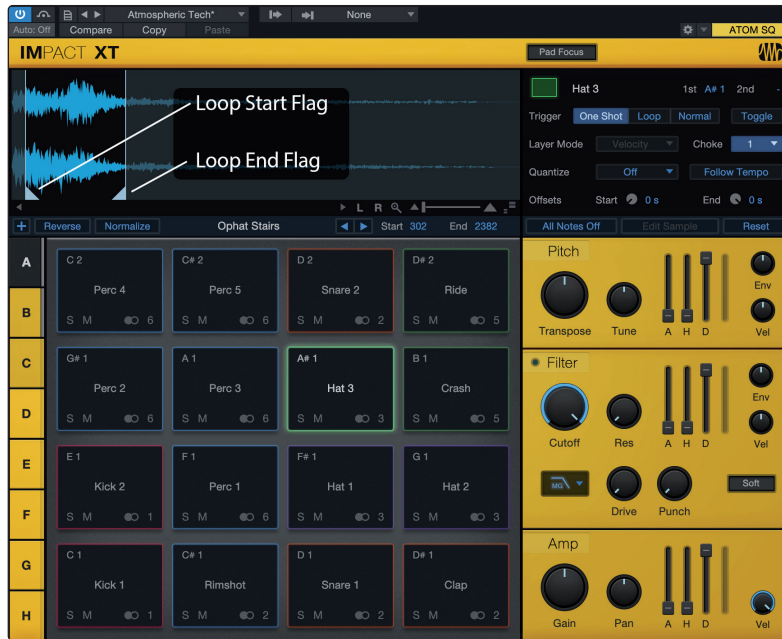 Atmospheric Tech* None
Auto: Off Compare Copy Paste ATOM SQ
IMPACT XT Pad Focus
Loop Start Flag
Loop End Flag
L R
+ Reverse Normalize Ophat Stairs Start 302 End 2382
Hat 3 1st A# 1 2nd -
Trigger One Shot Loop Normal Toggle
Layer Mode Velocity Choke 1
Quantize Off Follow Tempo
Offsets Start 0 s End 0 s
All Notes Off Edit Sample Reset
A
B
C
D
E
F
G
H
C 2 C# 2 D 2 D# 2
Perc 4 Perc 5 Snare 2 Ride
S M 6 S M 6 S M 2 S M 5
G# 1 A 1 A# 1 B 1
Perc 2 Perc 3 Hat 3 Crash
S M 6 S M 6 S M 3 S M 5
E 1 F 1 F# 1 G 1
Kick 2 Perc 1 Hat 1 Hat 2
S M 1 S M 6 S M 3 S M 3
C 1 C# 1 D 1 D# 1
Kick 1 Rimshot Snare 1 Clap
S M 1 S M 2 S M 2 S M 2
Pitch
Env
Transpose Tune A H D Vel
Filter
Env
Cutoff Res A H D Vel
MG Soft
Drive Punch
Amp
Gain Pan A H D Vel